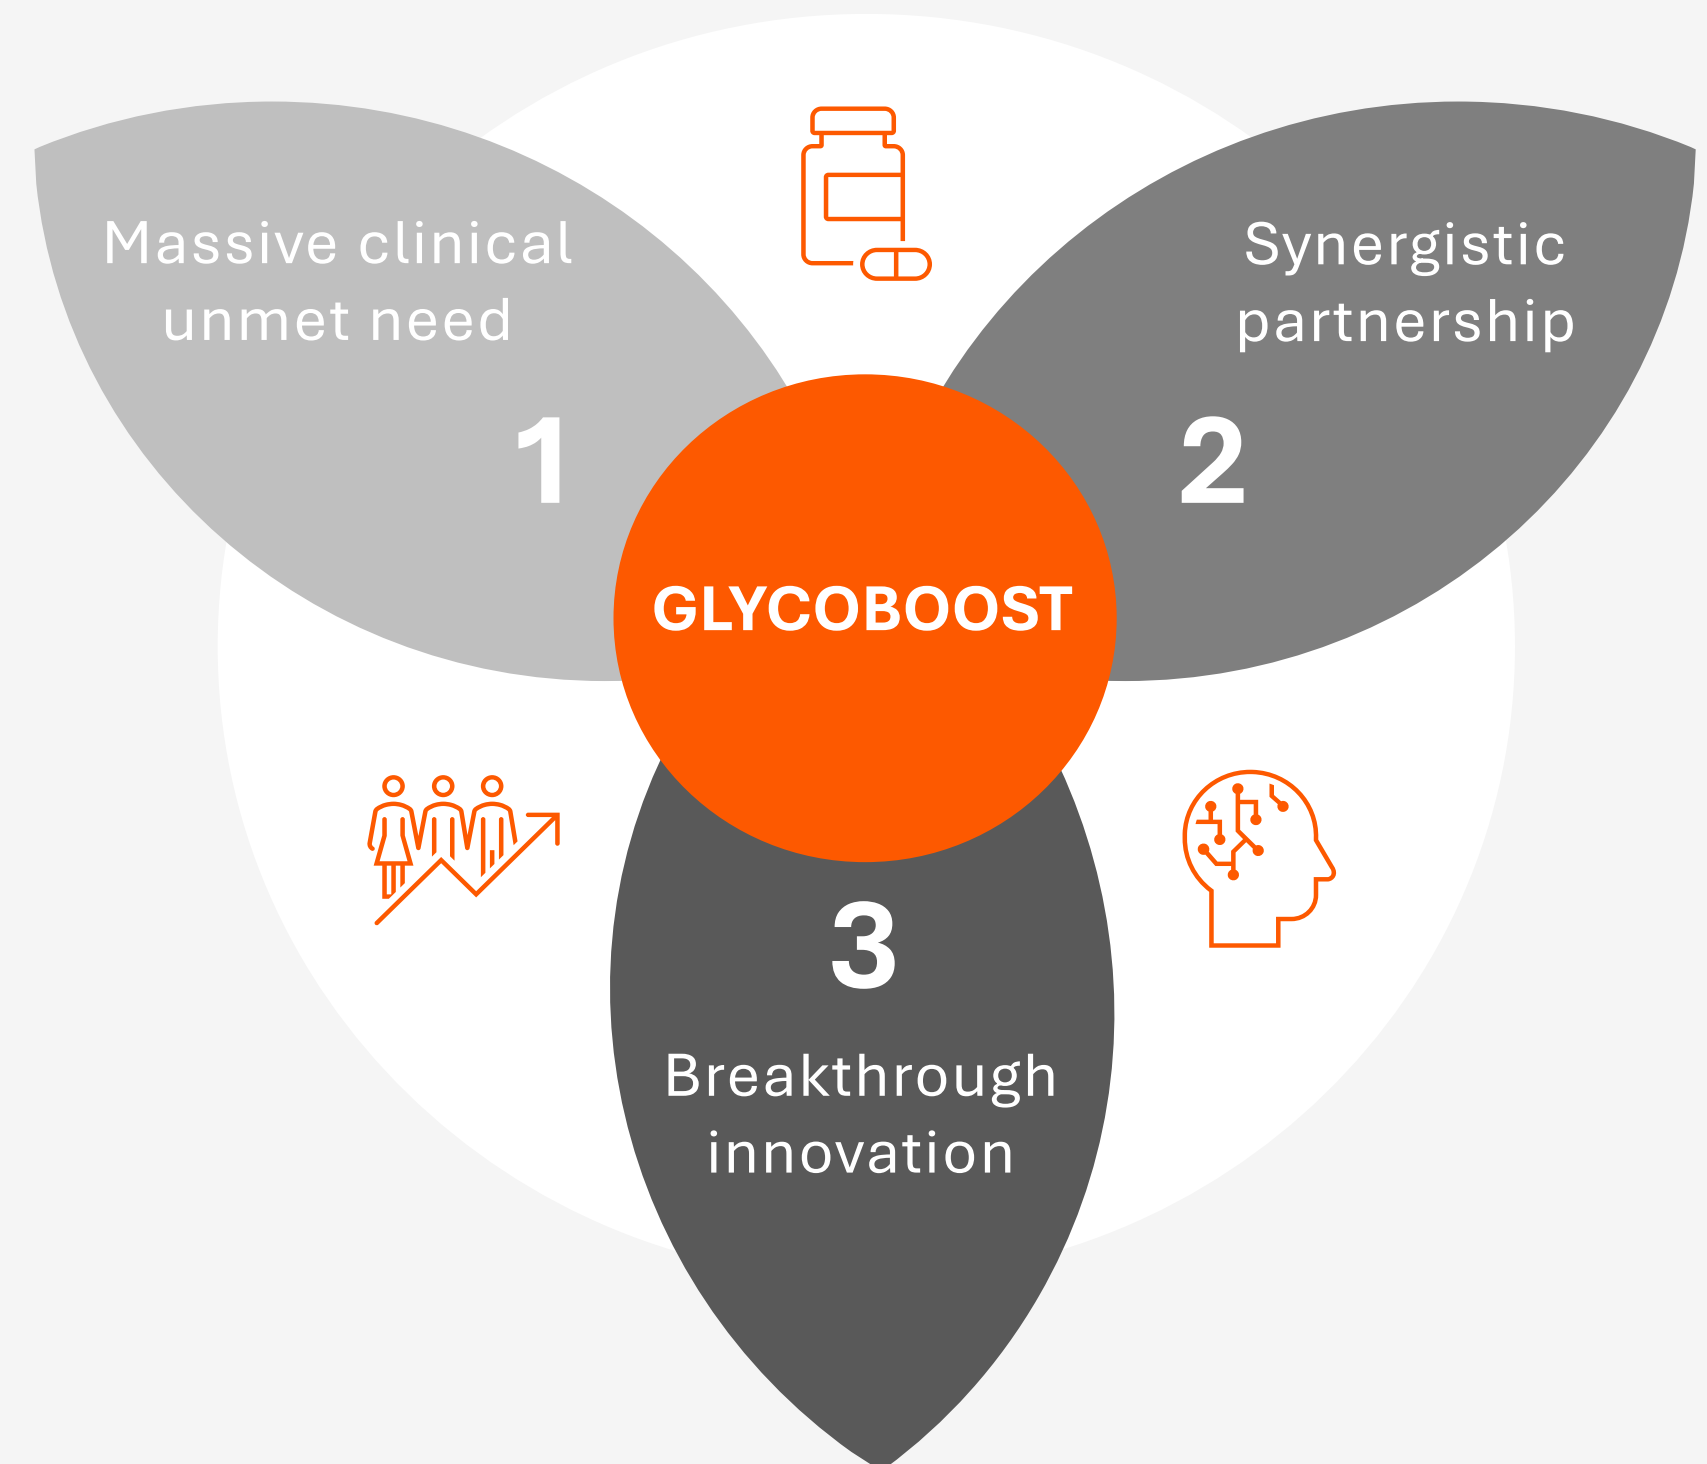 Massive clinical
unmet need
1
Synergistic
partnership
2
GLYCOBOOST
3
Breakthrough
innovation